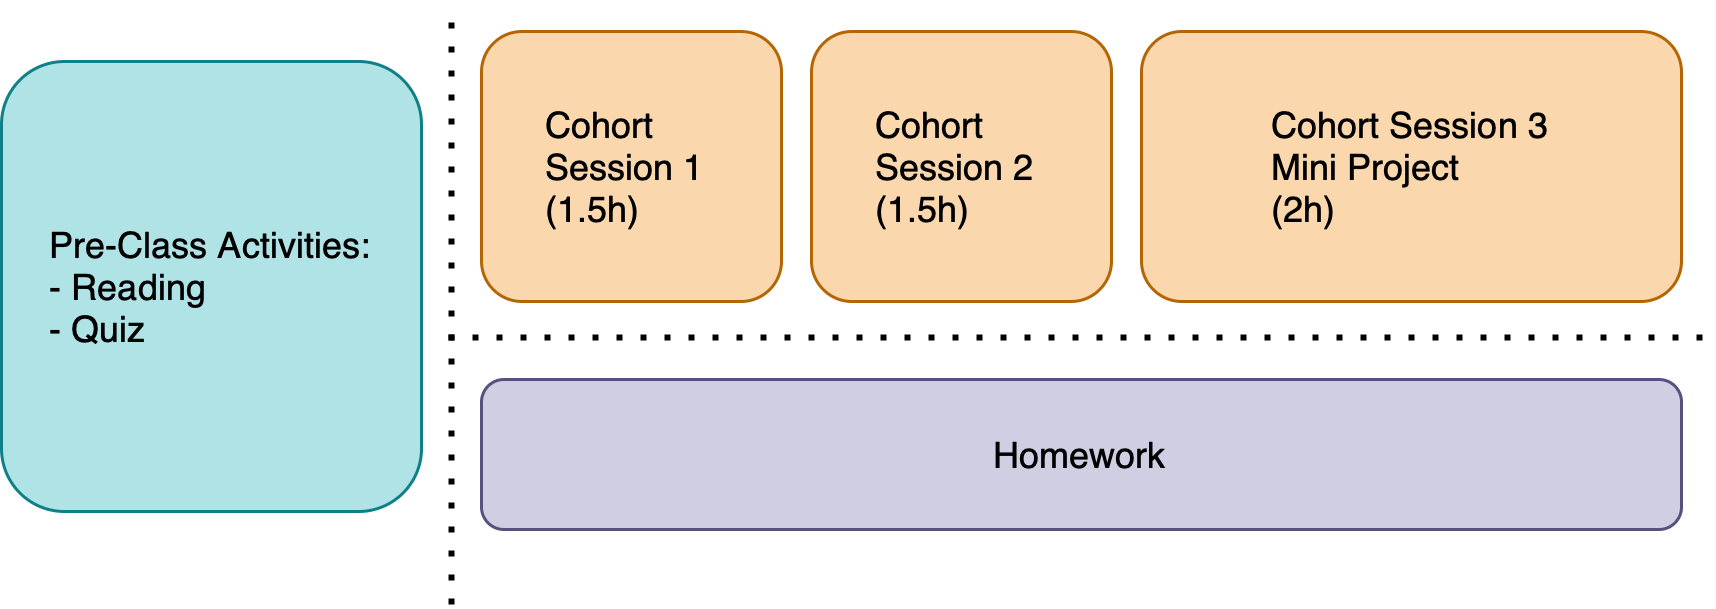 Pre-Class Activities:
- Reading
- Quiz
Cohort
Session 1
(1.5h)
Cohort
Session 2
(1.5h)
Cohort Session 3
Mini Project
(2h)
Homework